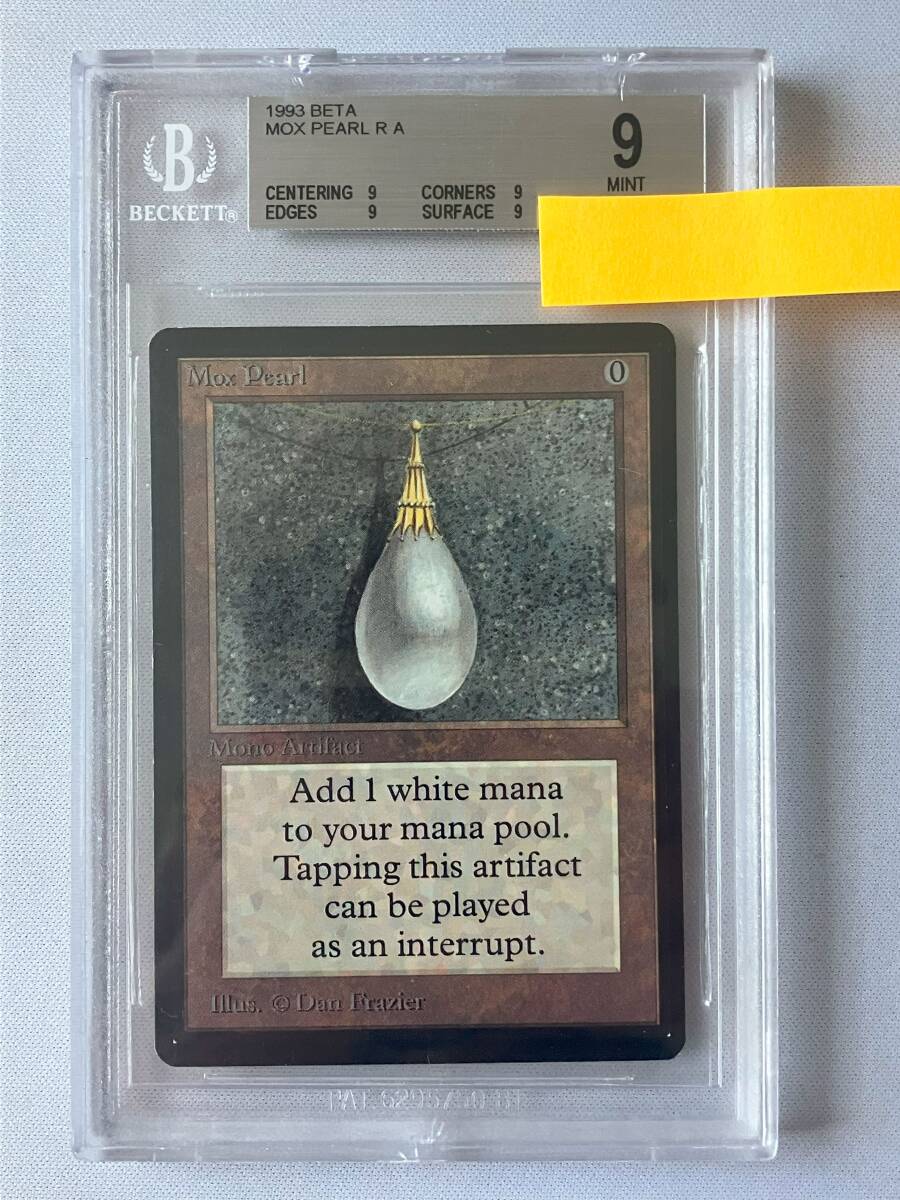 1993 BETA
MOX PEARL R A
9
MINT
CENTERING 9 CORNERS 9
EDGES 9 SURFACE 9
B
BECKETT®
Mox Pearl 0
Mono Artifact
Add 1 white mana
to your mana pool.
Tapping this artifact
can be played
as an interrupt.
Illus. © Dan Frazier